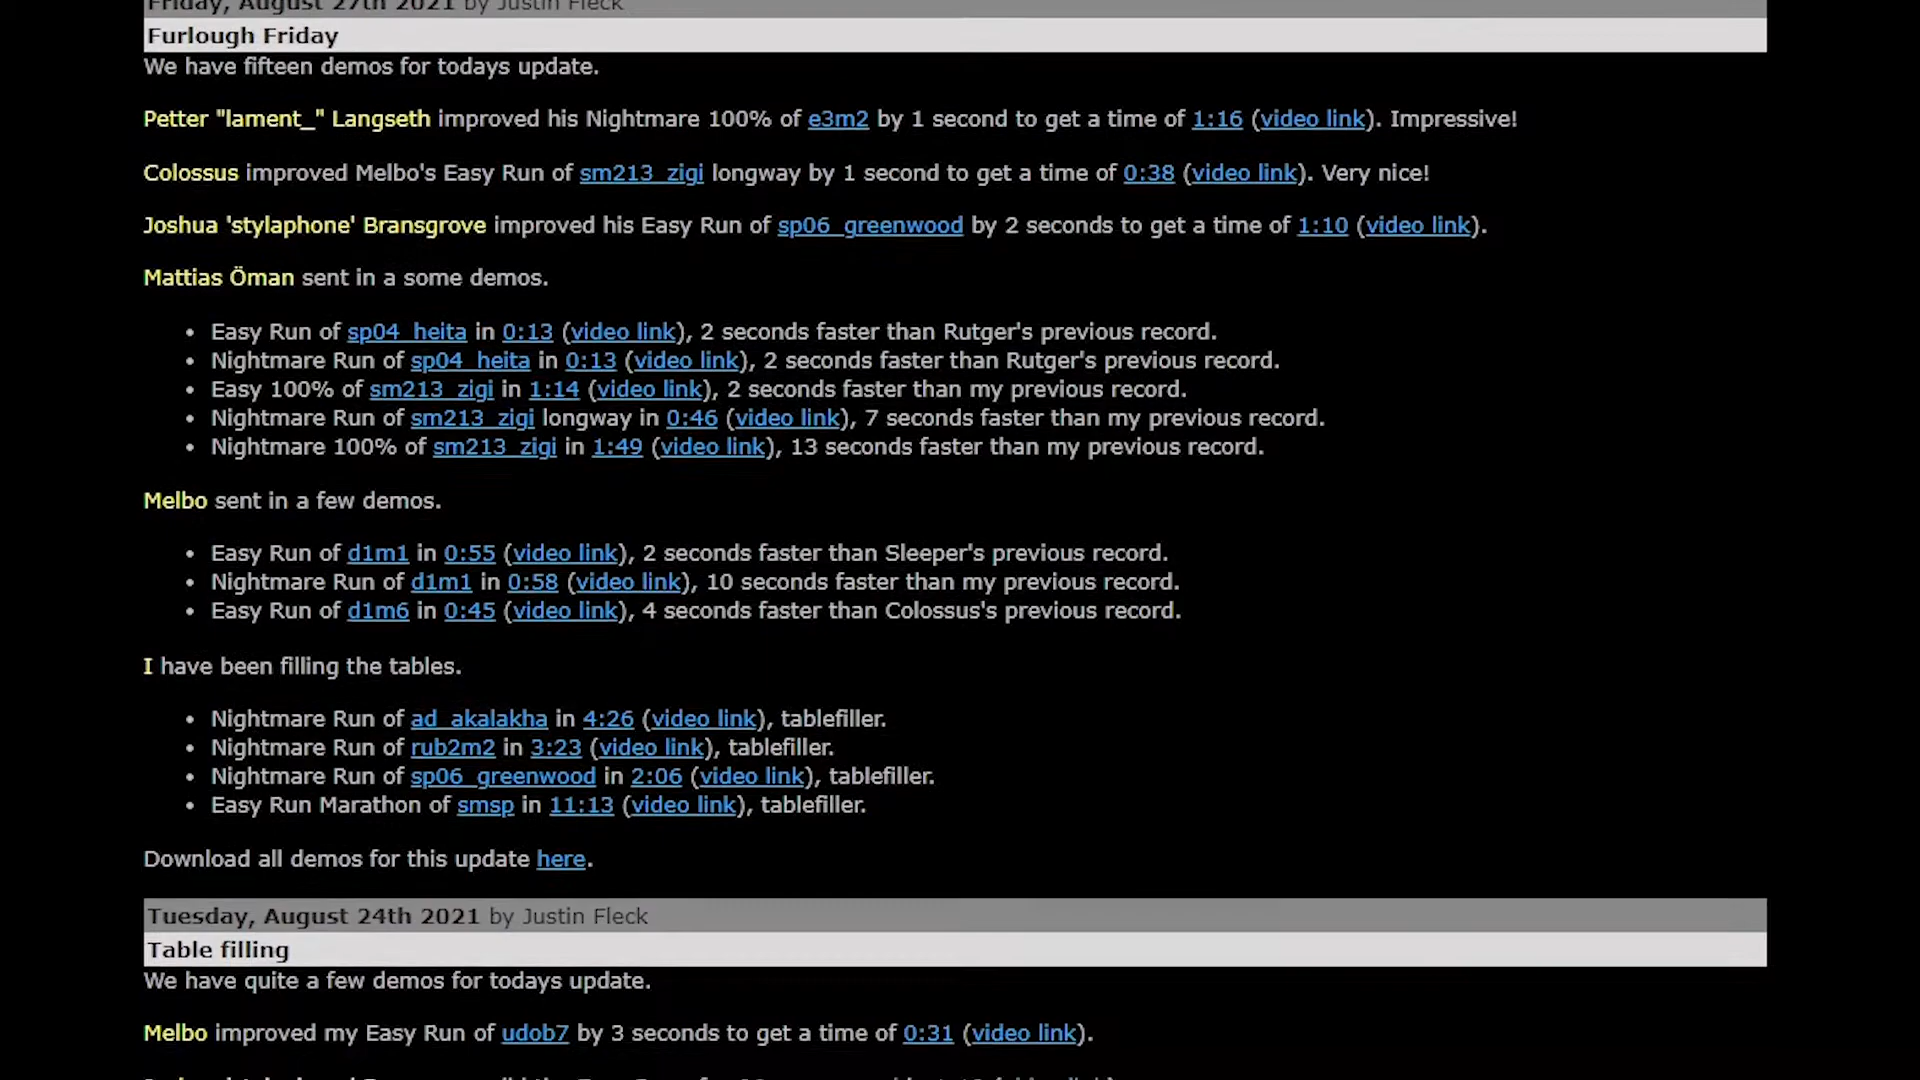 Friday, August 27th 2021 by Justin Fleck
Furlough Friday
We have fifteen demos for todays update.
Petter "lament_" Langseth improved his Nightmare 100% of e3m2 by 1 second to get a time of 1:16 (video link). Impressive!
Colossus improved Melbo's Easy Run of sm213_zigi longway by 1 second to get a time of 0:38 (video link). Very nice!
Joshua 'stylaphone' Bransgrove improved his Easy Run of sp06_greenwood by 2 seconds to get a time of 1:10 (video link).
Mattias Öman sent in a some demos.
• Easy Run of sp04_heita in 0:13 (video link), 2 seconds faster than Rutger's previous record.
• Nightmare Run of sp04_heita in 0:13 (video link), 2 seconds faster than Rutger's previous record.
• Easy 100% of sm213_zigi in 1:14 (video link), 2 seconds faster than my previous record.
• Nightmare Run of sm213_zigi longway in 0:46 (video link), 7 seconds faster than my previous record.
• Nightmare 100% of sm213_zigi in 1:49 (video link), 13 seconds faster than my previous record.
Melbo sent in a few demos.
• Easy Run of d1m1 in 0:55 (video link), 2 seconds faster than Sleeper's previous record.
• Nightmare Run of d1m1 in 0:58 (video link), 10 seconds faster than my previous record.
• Easy Run of d1m6 in 0:45 (video link), 4 seconds faster than Colossus's previous record.
I have been filling the tables.
• Nightmare Run of ad_akalakha in 4:26 (video link), tablefiller.
• Nightmare Run of rub2m2 in 3:23 (video link), tablefiller.
• Nightmare Run of sp06_greenwood in 2:06 (video link), tablefiller.
• Easy Run Marathon of smsp in 11:13 (video link), tablefiller.
Download all demos for this update here.
Tuesday, August 24th 2021 by Justin Fleck
Table filling
We have quite a few demos for todays update.
Melbo improved my Easy Run of udob7 by 3 seconds to get a time of 0:31 (video link).